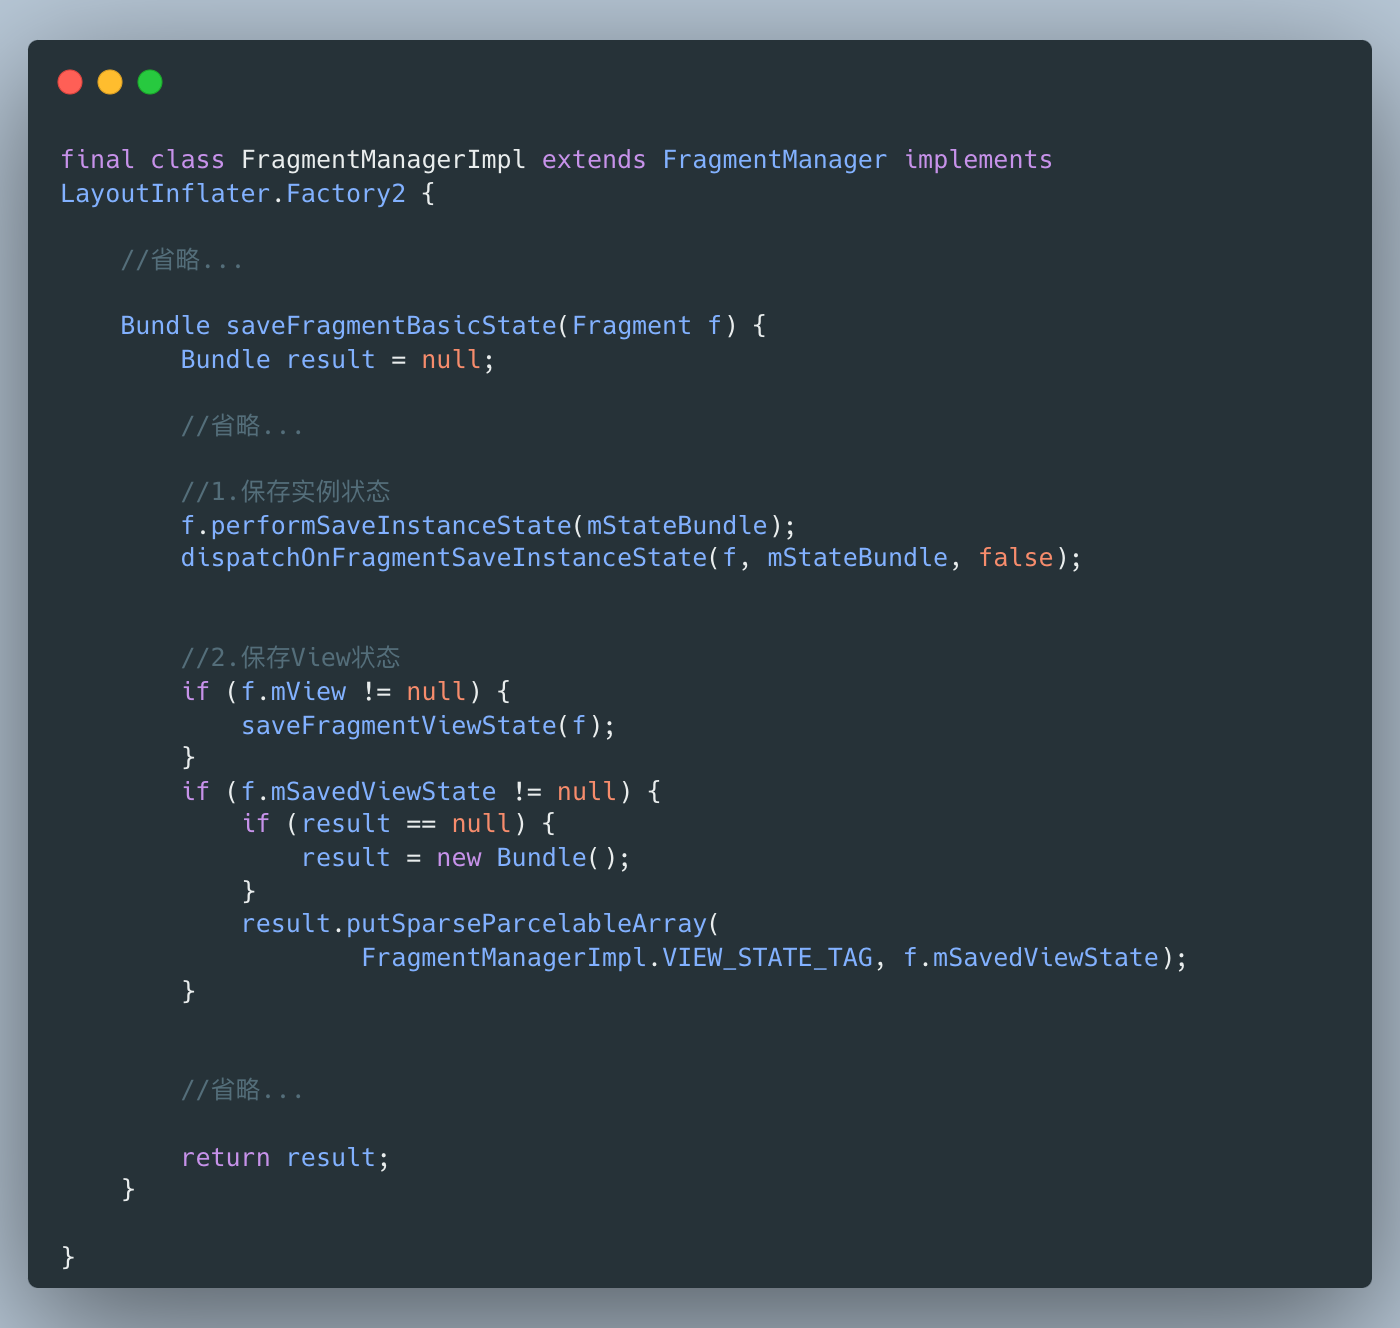 final class FragmentManagerImpl extends FragmentManager implements
LayoutInflater.Factory2 {
    //省略...
    Bundle saveFragmentBasicState(Fragment f) {
        Bundle result = null;
        //省略...
        //1.保存实例状态
        f.performSaveInstanceState(mStateBundle);
        dispatchOnFragmentSaveInstanceState(f, mStateBundle, false);
        //2.保存View状态
        if (f.mView != null) {
            saveFragmentViewState(f);
        }
        if (f.mSavedViewState != null) {
            if (result == null) {
                result = new Bundle();
            }
            result.putSparseParcelableArray(
                    FragmentManagerImpl.VIEW_STATE_TAG, f.mSavedViewState);
        }
        //省略...
        return result;
    }
}